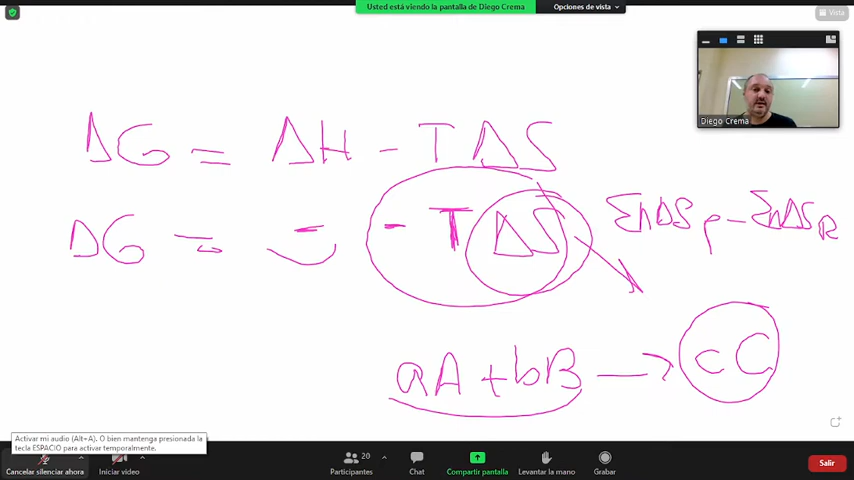 Usted está viendo la pantalla de Diego Crema
Opciones de vista
Vista
Diego Crema
ΔG = ΔH - TΔS
ΔG = - - TΔS ΣnΔS P - ΣnΔS R
aA + bB → cC
Activar mi audio (Alt+A). O bien mantenga presionada la
tecla ESPACIO para activar temporalmente.
20
Cancelar silenciar ahora
Iniciar video
Participantes
Chat
Compartir pantalla
Levantar la mano
Grabar
Salir